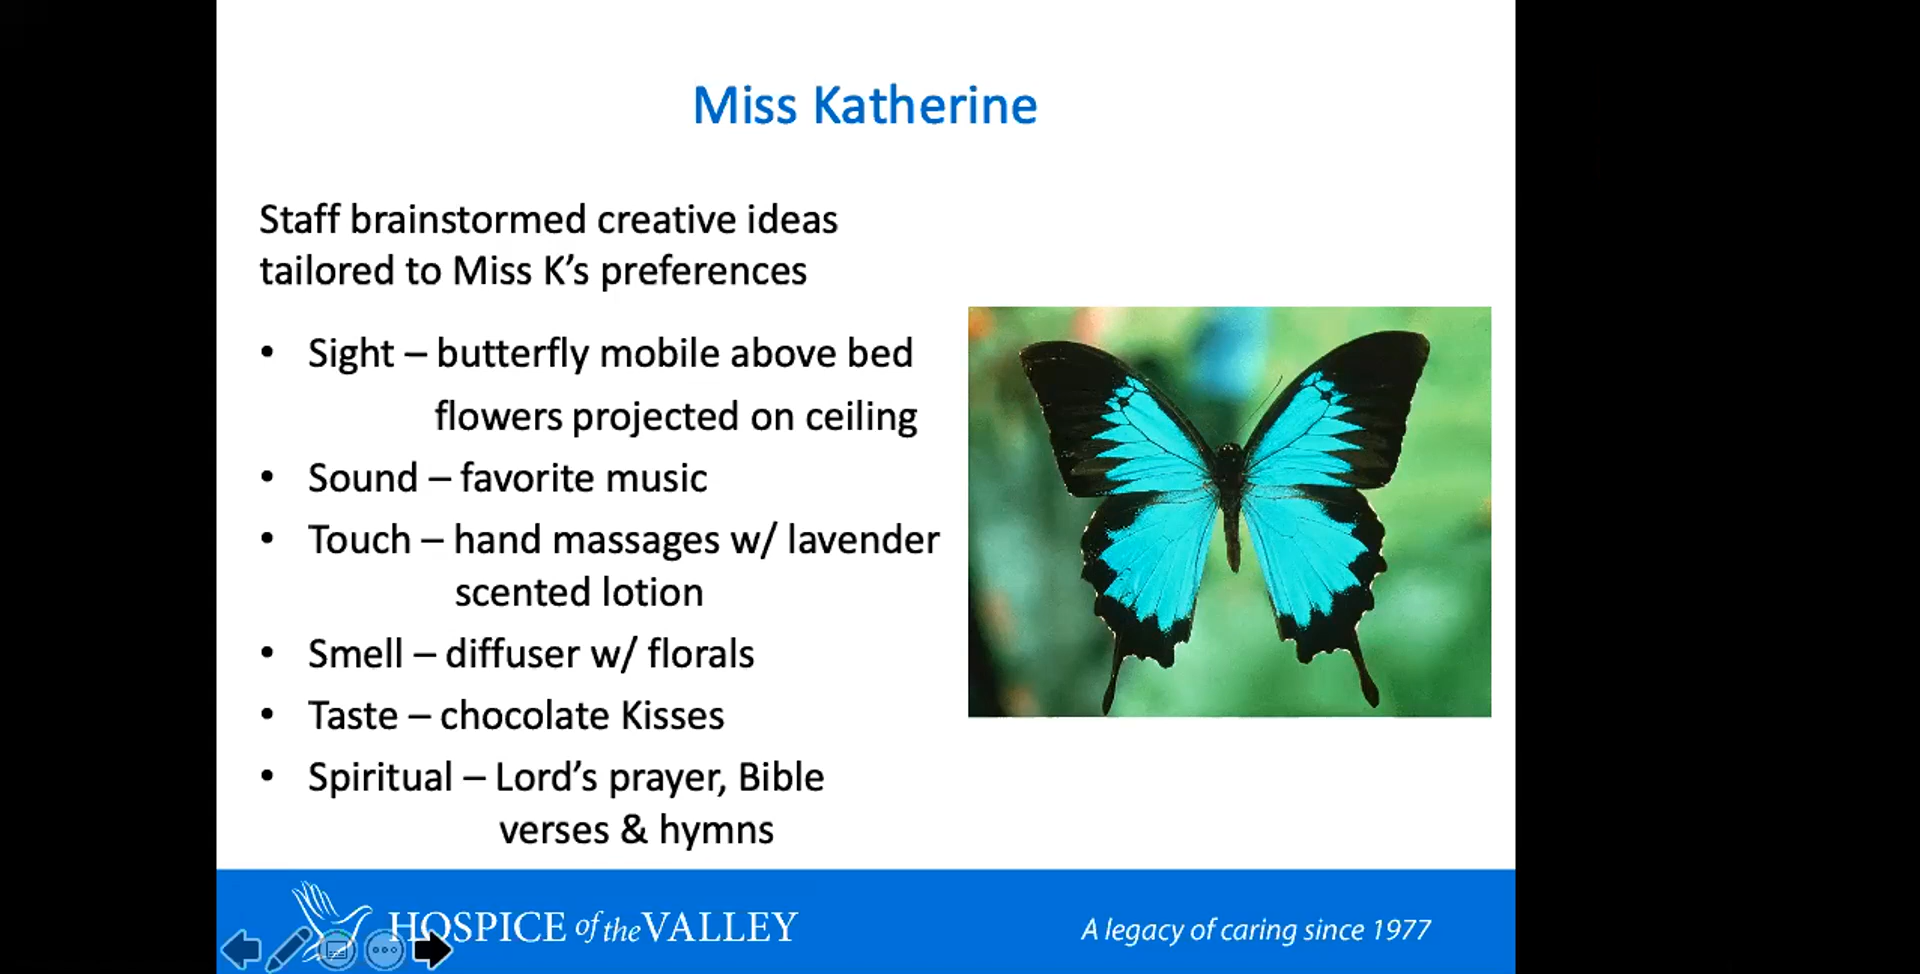 Miss Katherine
Staff brainstormed creative ideas
tailored to Miss K’s preferences
• Sight – butterfly mobile above bed
flowers projected on ceiling
• Sound – favorite music
• Touch – hand massages w/ lavender
scented lotion
• Smell – diffuser w/ florals
• Taste – chocolate Kisses
• Spiritual – Lord’s prayer, Bible
verses & hymns
HOSPICE of the VALLEY
A legacy of caring since 1977